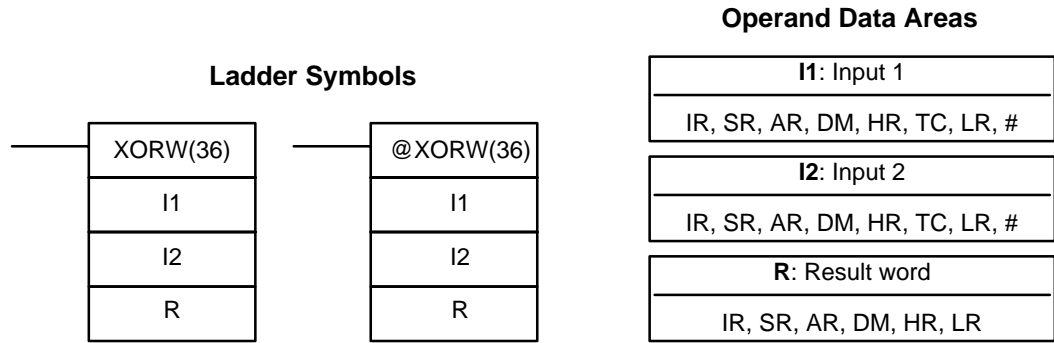 Ladder Symbols
XORW(36)
I1
I2
R
@XORW(36)
I1
I2
R
Operand Data Areas
I1: Input 1
IR, SR, AR, DM, HR, TC, LR, #
I2: Input 2
IR, SR, AR, DM, HR, TC, LR, #
R: Result word
IR, SR, AR, DM, HR, LR